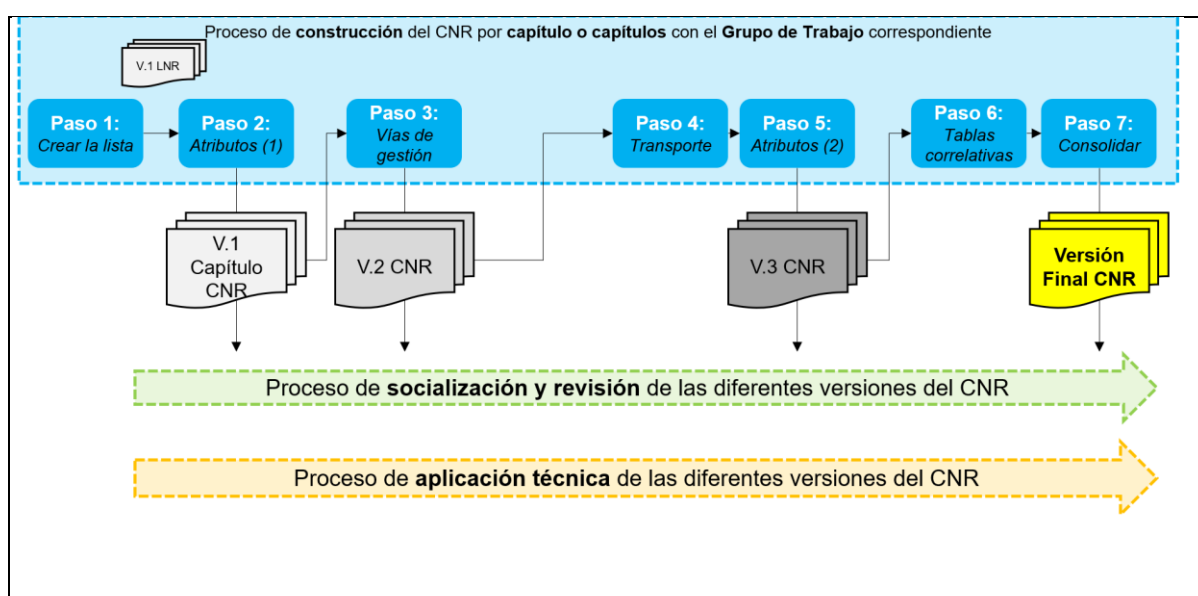 Proceso de construcción del CNR por capítulo o capítulos con el Grupo de Trabajo correspondiente
V.1 LNR
Paso 1:
Crear la lista
Paso 2:
Atributos (1)
Paso 3:
Vías de
gestión
Paso 4:
Transporte
Paso 5:
Atributos (2)
Paso 6:
Tablas
correlativas
Paso 7:
Consolidar
V.1
Capítulo
CNR
V.2 CNR
V.3 CNR
Versión
Final CNR
Proceso de socialización y revisión de las diferentes versiones del CNR
Proceso de aplicación técnica de las diferentes versiones del CNR